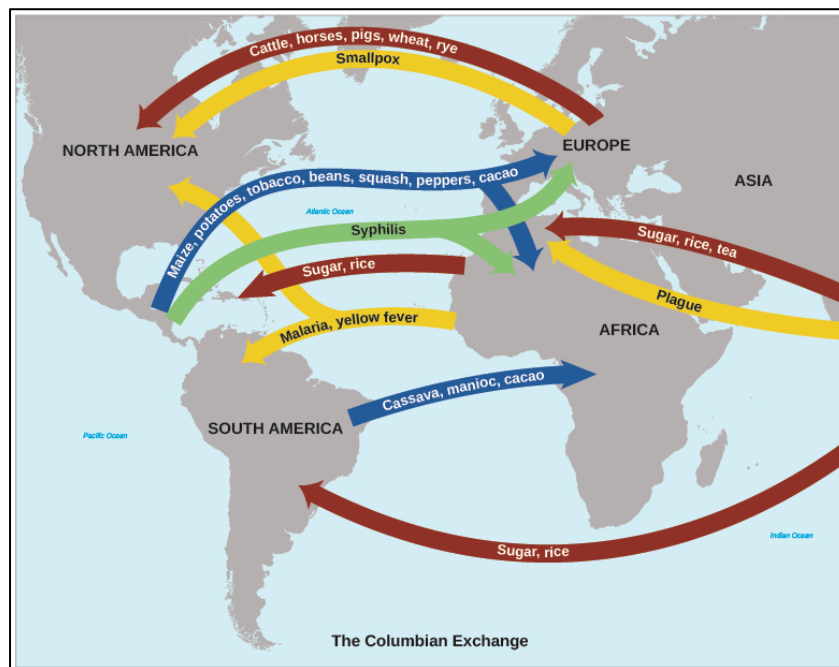 Cattle, horses, pigs, wheat, rye
Smallpox
NORTH AMERICA
EUROPE
ASIA
Maize, potatoes, tobacco, beans, squash, peppers, cacao
Atlantic Ocean
Syphilis
Sugar, rice, tea
Sugar, rice
Plague
Malaria, yellow fever
AFRICA
Cassava, manioc, cacao
SOUTH AMERICA
Pacific Ocean
Indian Ocean
Sugar, rice
The Columbian Exchange